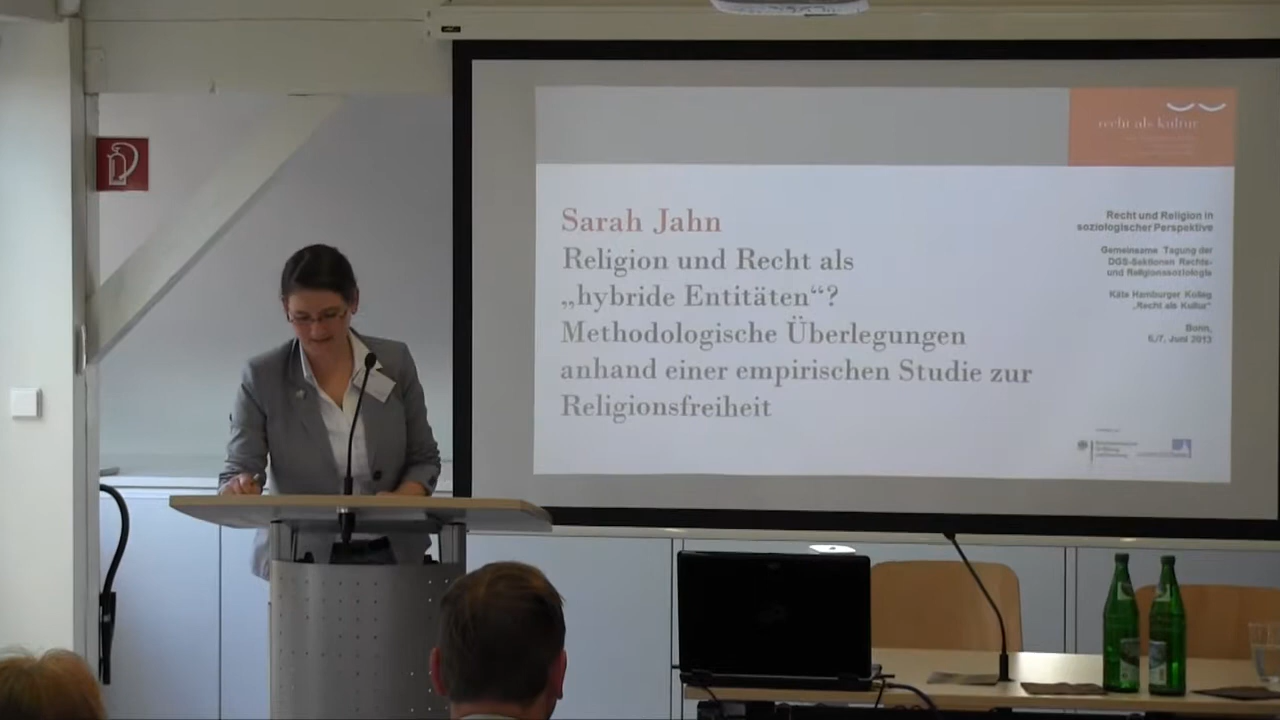 recht als kultur
Sarah Jahn
Religion und Recht als
„hybride Entitäten“?
Methodologische Überlegungen
anhand einer empirischen Studie zur
Religionsfreiheit
Recht und Religion in
soziologischer Perspektive
Gemeinsame Tagung der
DGS-Sektionen Rechts-
und Religionssoziologie
Käte Hamburger Kolleg
„Recht als Kultur“
Bonn,
6./7. Juni 2013